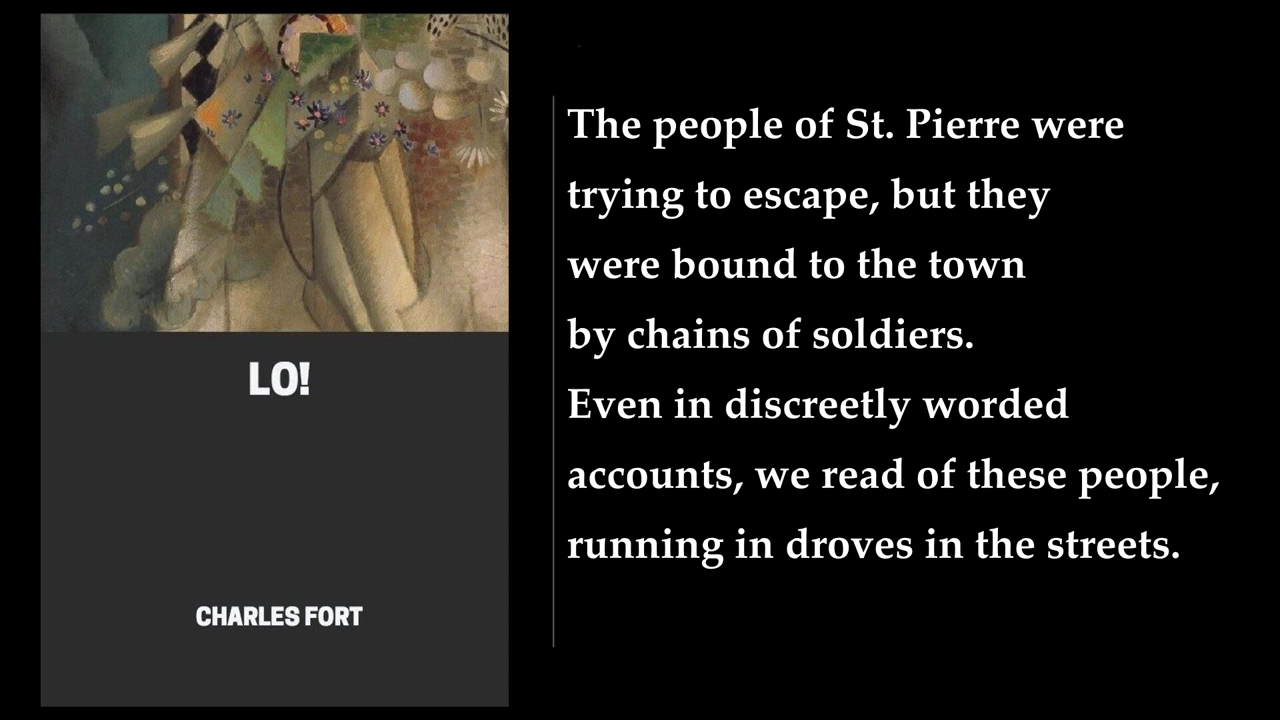 LO!
CHARLES FORT
The people of St. Pierre were
trying to escape, but they
were bound to the town
by chains of soldiers.
Even in discreetly worded
accounts, we read of these people,
running in droves in the streets.